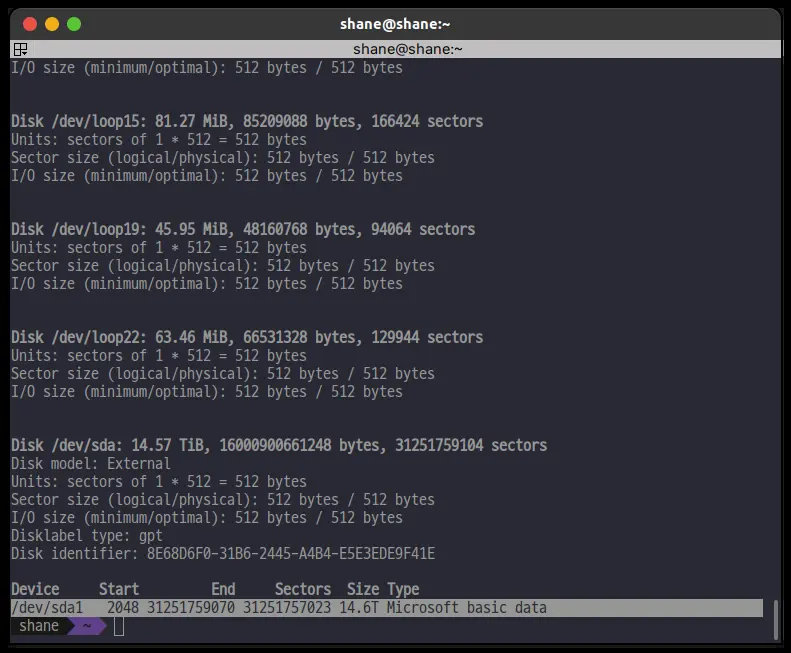 shane@shane:~
shane@shane:~
I/O size (minimum/optimal): 512 bytes / 512 bytes
Disk /dev/loop15: 81.27 MiB, 85209088 bytes, 166424 sectors
Units: sectors of 1 * 512 = 512 bytes
Sector size (logical/physical): 512 bytes / 512 bytes
I/O size (minimum/optimal): 512 bytes / 512 bytes
Disk /dev/loop19: 45.95 MiB, 48160768 bytes, 94064 sectors
Units: sectors of 1 * 512 = 512 bytes
Sector size (logical/physical): 512 bytes / 512 bytes
I/O size (minimum/optimal): 512 bytes / 512 bytes
Disk /dev/loop22: 63.46 MiB, 66531328 bytes, 129944 sectors
Units: sectors of 1 * 512 = 512 bytes
Sector size (logical/physical): 512 bytes / 512 bytes
I/O size (minimum/optimal): 512 bytes / 512 bytes
Disk /dev/sda: 14.57 TiB, 16000900661248 bytes, 31251759104 sectors
Disk model: External
Units: sectors of 1 * 512 = 512 bytes
Sector size (logical/physical): 512 bytes / 512 bytes
I/O size (minimum/optimal): 512 bytes / 512 bytes
Disklabel type: gpt
Disk identifier: 8E68D6F0-31B6-2445-A4B4-E5E3EDE9F41E
Device Start End Sectors Size Type
/dev/sda1 2048 31251759070 31251757023 14.6T Microsoft basic data
shane ~